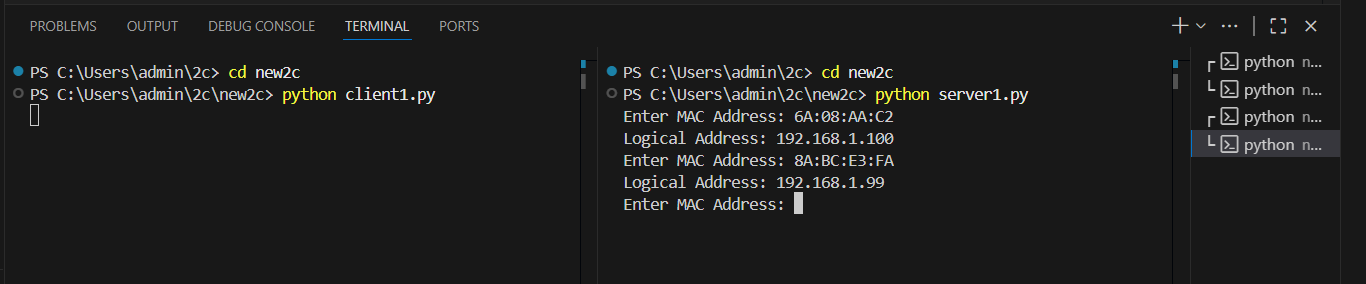 PROBLEMS OUTPUT DEBUG CONSOLE TERMINAL PORTS
PS C:\Users\admin\2c> cd new2c
PS C:\Users\admin\2c\new2c> python client1.py
PS C:\Users\admin\2c> cd new2c
PS C:\Users\admin\2c\new2c> python server1.py
Enter MAC Address: 6A:08:AA:C2
Logical Address: 192.168.1.100
Enter MAC Address: 8A:BC:E3:FA
Logical Address: 192.168.1.99
Enter MAC Address:
python n...
python n...
python n...
python n...